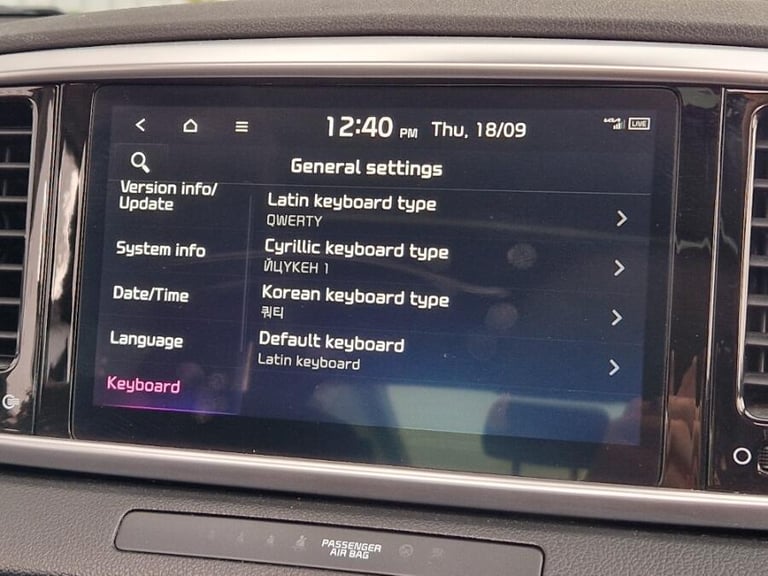 12:40 PM Thu, 18/09
LIVE
General settings
Version info/
Update
System info
Date/Time
Language
Keyboard
Latin keyboard type
QWERTY
Cyrillic keyboard type
ЙЦУКЕН 1
Korean keyboard type
쿼티
Default keyboard
Latin keyboard
PASSENGER
AIR BAG